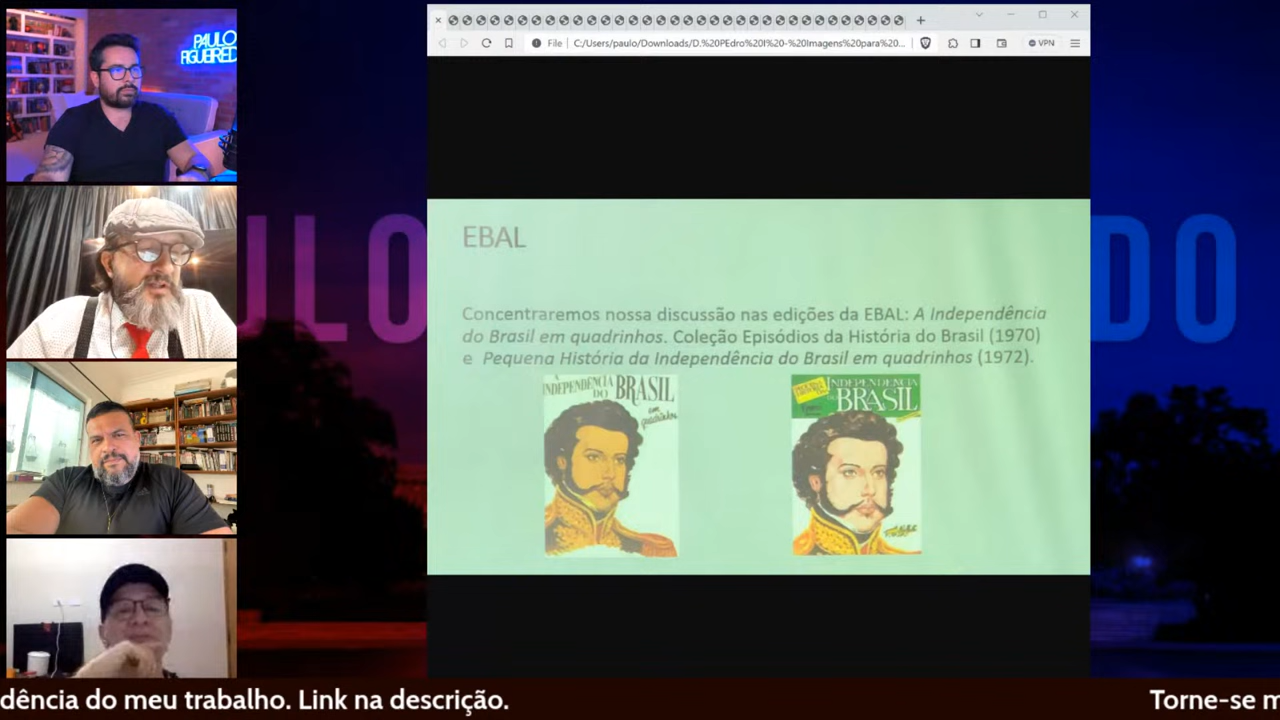 PAULO
FIGUEIRED
File
C:/Users/paulo/Downloads/D.%20PEdro%20I%20-%20Imagens%20para%20...
VPN
ULO
DO
EBAL
Concentraremos nossa discussão nas edições da EBAL: A Independência
do Brasil em quadrinhos. Coleção Episódios da História do Brasil (1970)
e Pequena História da Independência do Brasil em quadrinhos (1972).
A
INDEPENDÊNCIA
DO BRASIL
em
quadrinhos
INDEPENDÊNCIA
BRASIL
dência do meu trabalho. Link na descrição.
Torne-se m